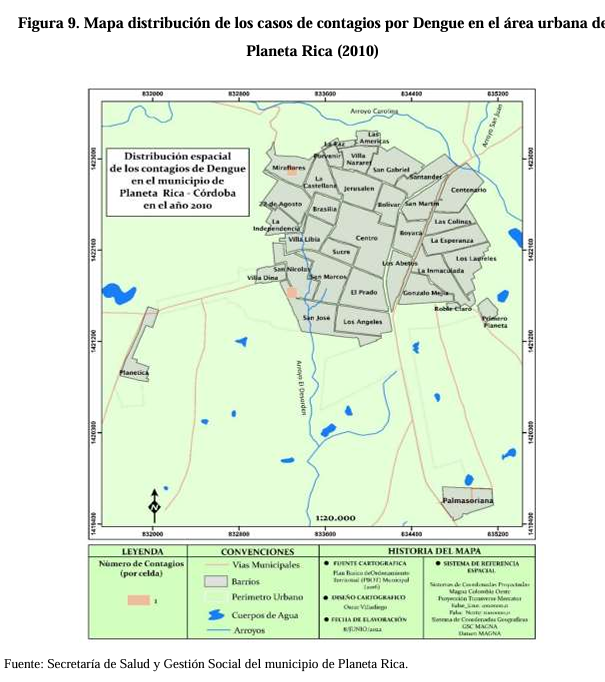 Figura 9. Mapa distribución de los casos de contagios por Dengue en el área urbana de
Planeta Rica (2010)
832000 832800 833600 834400 835200
Arroyo Carolina
Arroyo San Juan
Distribución espacial
de los contagios de Dengue
en el municipio de
Planeta Rica - Córdoba
en el año 2010
1423000
1422100
1421200
1420300
1419400
Las
Americas
La Paz
Porvenir
Villa
Nazaret
Miraflores
San Gabriel
Santander
La
Castellana
Jerusalen
Centenario
22 de Agosto
Brasilia
Bolivar
San Martin
La
Independencia
Las Colinas
Villa Libia
Centro
Boyaca
La Esperanza
Sucre
Los Abetos
Los Laureles
San Nicolas
La Inmaculada
Villa Dina
San Marcos
El Prado
Gonzalo Mejia
Roble Claro
San José
Los Angeles
Primero
Planeta
Planetica
Arroyo El Desorden
Palmasoriana
N
1:20.000
832000 832800 833600 834400 835200
LEYENDA
Número de Contagios
(por celda)
1
CONVENCIONES
Vias Municipales
Barrios
Perimetro Urbano
Cuerpos de Agua
Arroyos
HISTORIA DEL MAPA
FUENTE CARTOGRAFICA
Plan Basico de Ordenamiento
Territorial (PBOT) Municipal
DISEÑO CARTOGRAFICO
Oscar Villadiego
FECHA DE ELAVORACIÓN
8/JUNIO/2022
SISTEMA DE REFERENCIA
ESPACIAL
Sistemas de Coordenadas Proyectadas
Magna Colombia Oeste
Proyección Transverse Mercator
Sistema de Coordenadas Geograficas
GSC MAGNA
Datum MAGNA
Fuente: Secretaría de Salud y Gestión Social del municipio de Planeta Rica.